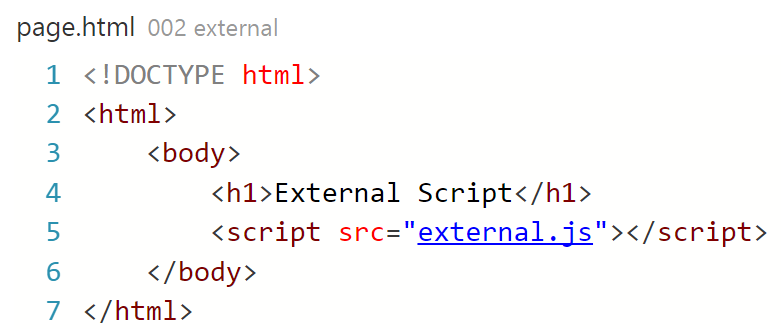 page.html 002 external
1 <!DOCTYPE html>
2 <html>
3     <body>
4         <h1>External Script</h1>
5         <script src="external.js"></script>
6     </body>
7 </html>